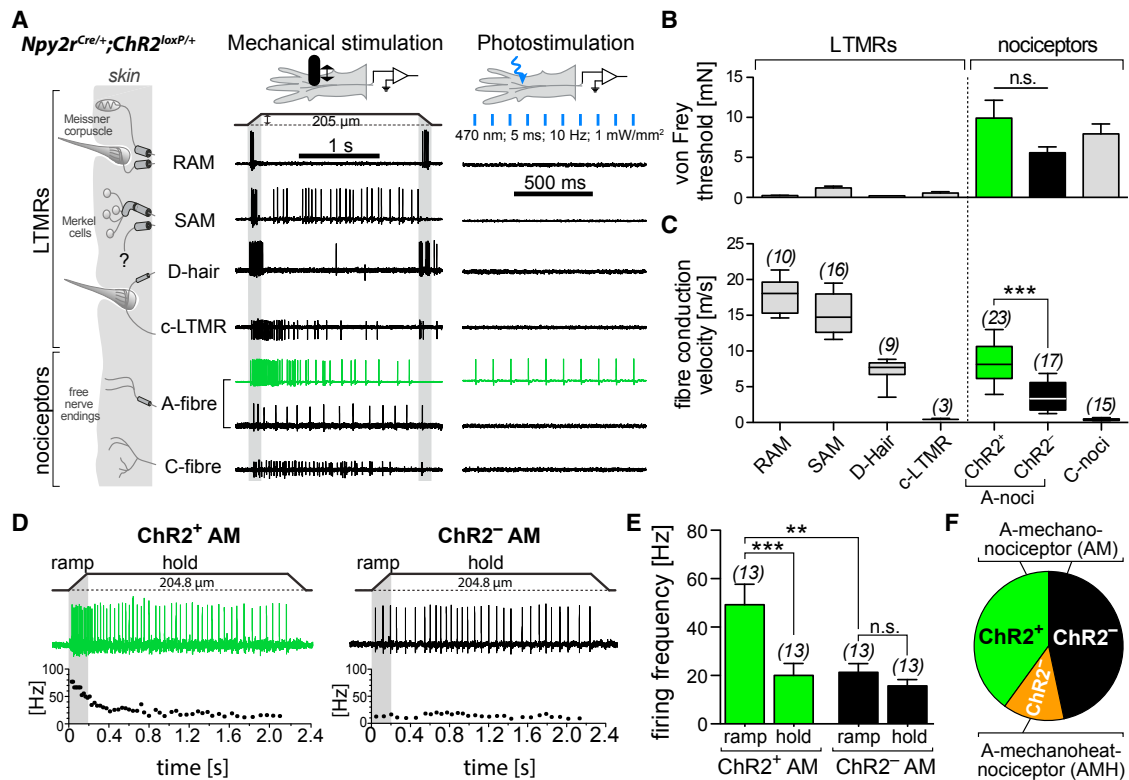 A
Npy2rCre/+;ChR2loxP/+
Mechanical stimulation
Photostimulation
skin
205 µm
1 s
470 nm; 5 ms; 10 Hz; 1 mW/mm²
500 ms
LTMRs
nociceptors
Meissner
corpuscle
Merkel
cells
?
free
nerve
endings
RAM
SAM
D-hair
c-LTMR
A-fibre
C-fibre
B
LTMRs
nociceptors
von Frey
threshold [mN]
15
10
5
0
n.s.
C
fibre conduction
velocity [m/s]
25
20
15
10
5
0
(10)
(16)
(9)
(3)
(23)
(17)
(15)
***
RAM
SAM
D-Hair
c-LTMR
ChR2+
ChR2−
C-noci
A-noci
D
ChR2+ AM
ramp
hold
204.8 µm
[Hz]
100
50
0
0 0.4 0.8 1.2 1.6 2.0 2.4
time [s]
ChR2− AM
ramp
hold
204.8 µm
[Hz]
100
50
0
0 0.4 0.8 1.2 1.6 2.0 2.4
time [s]
E
firing frequency [Hz]
80
60
40
20
0
**
***
n.s.
(13)
(13)
(13)
(13)
ramp hold ramp hold
ChR2+ AM ChR2− AM
F
A-mechano-
nociceptor (AM)
ChR2+
ChR2−
ChR2−
A-mechanoheat-
nociceptor (AMH)